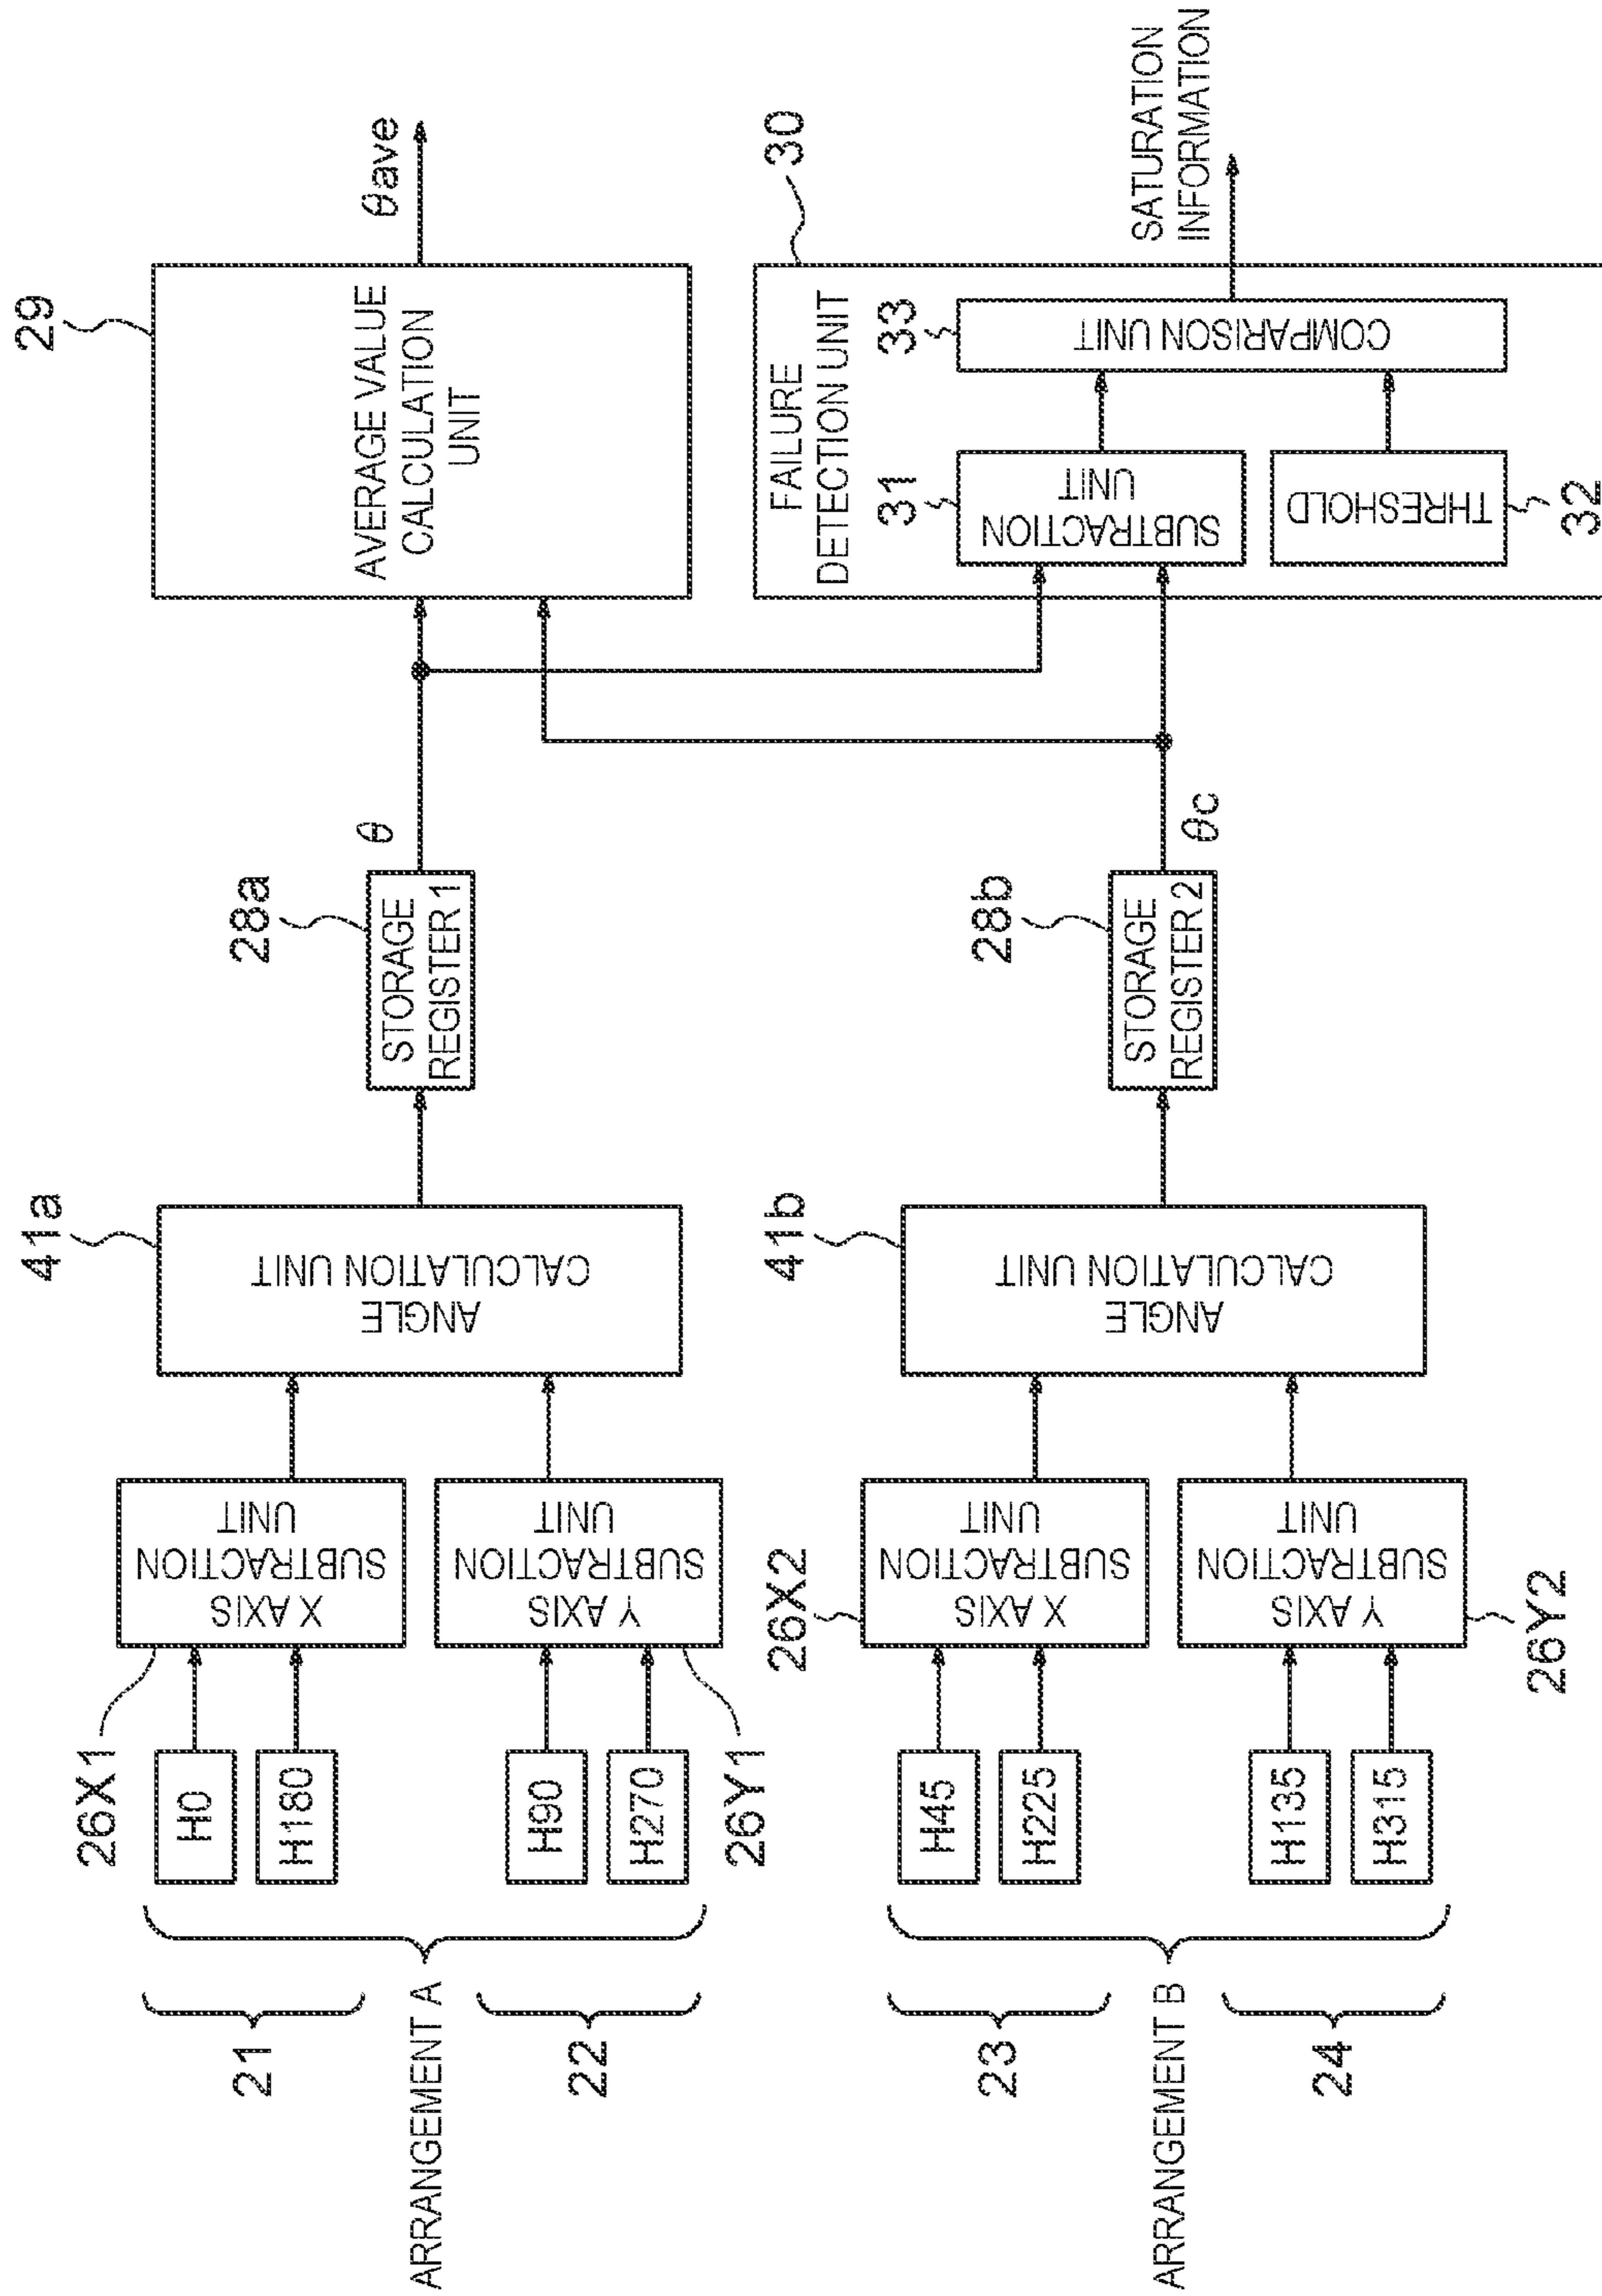 ARRANGEMENT A
21
22
26X1
H0
H180
H90
H270
26Y1
X AXIS
SUBTRACTION
UNIT
Y AXIS
SUBTRACTION
UNIT
41a
ANGLE
CALCULATION UNIT
28a
STORAGE
REGISTER 1
θ
29
AVERAGE VALUE
CALCULATION
UNIT
θave
ARRANGEMENT B
23
24
26X2
H45
H225
H135
H315
26Y2
X AXIS
SUBTRACTION
UNIT
Y AXIS
SUBTRACTION
UNIT
41b
ANGLE
CALCULATION UNIT
28b
STORAGE
REGISTER 2
θc
30
FAILURE
DETECTION UNIT
31
SUBTRACTION
UNIT
THRESHOLD
32
33
COMPARISON UNIT
SATURATION
INFORMATION